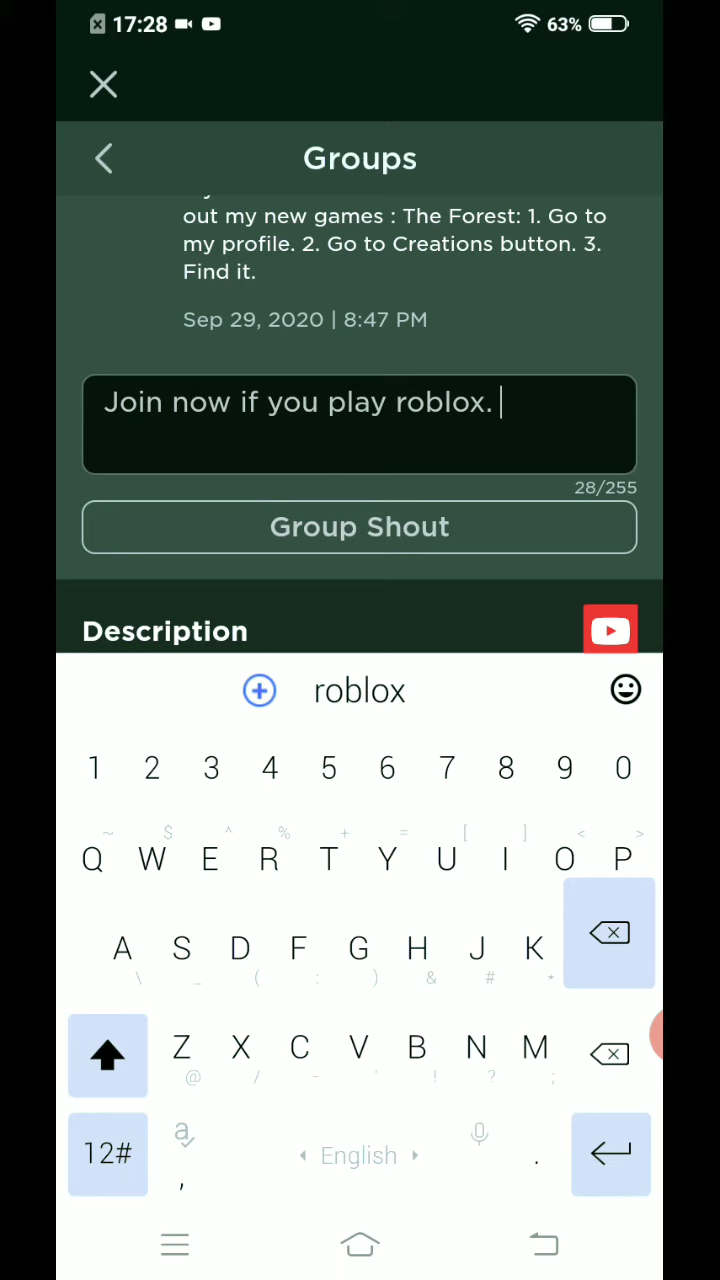 17:28
63%
Groups
out my new games : The Forest: 1. Go to
my profile. 2. Go to Creations button. 3.
Find it.
Sep 29, 2020 | 8:47 PM
Join now if you play roblox.
28/255
Group Shout
Description
roblox
1 2 3 4 5 6 7 8 9 0
~ $ ^ % + = [ ] < >
Q W E R T Y U I O P
A S D F G H J K
\ _ ( : ) & # *
Z X C V B N M
@ / - ' ! ? ;
12# a English .
,